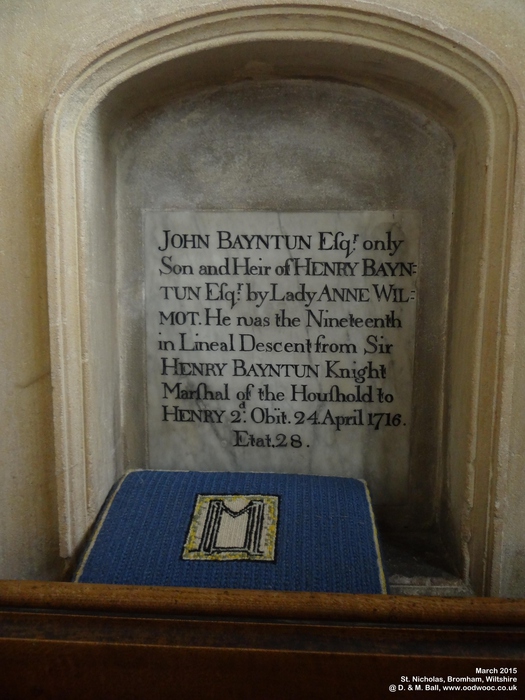 JOHN BAYNTUN Eſqr. only
Son and Heir of HENRY BAYN=
TUN Eſqr. by Lady ANNE WIL=
MOT. He was the Nineteenth
in Lineal Descent from Sir
HENRY BAYNTUN Knight
Marſhal of the Houſhold to
HENRY 2d. Obit. 24. April 1716.
Etat. 28.
M
March 2015
St. Nicholas, Bromham, Wiltshire
@ D. & M. Ball, www.oodwooc.co.uk